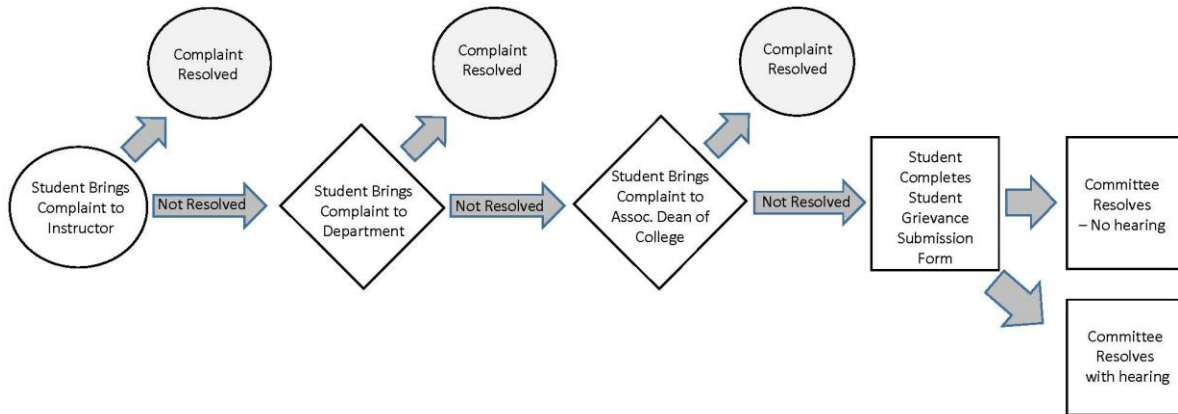 Complaint
Resolved
Complaint
Resolved
Complaint
Resolved
Student Brings
Complaint to
Instructor
Not Resolved
Student Brings
Complaint to
Department
Not Resolved
Student Brings
Complaint to
Assoc. Dean of
College
Not Resolved
Student
Completes
Student
Grievance
Submission
Form
Committee
Resolves
– No hearing
Committee
Resolves
with hearing